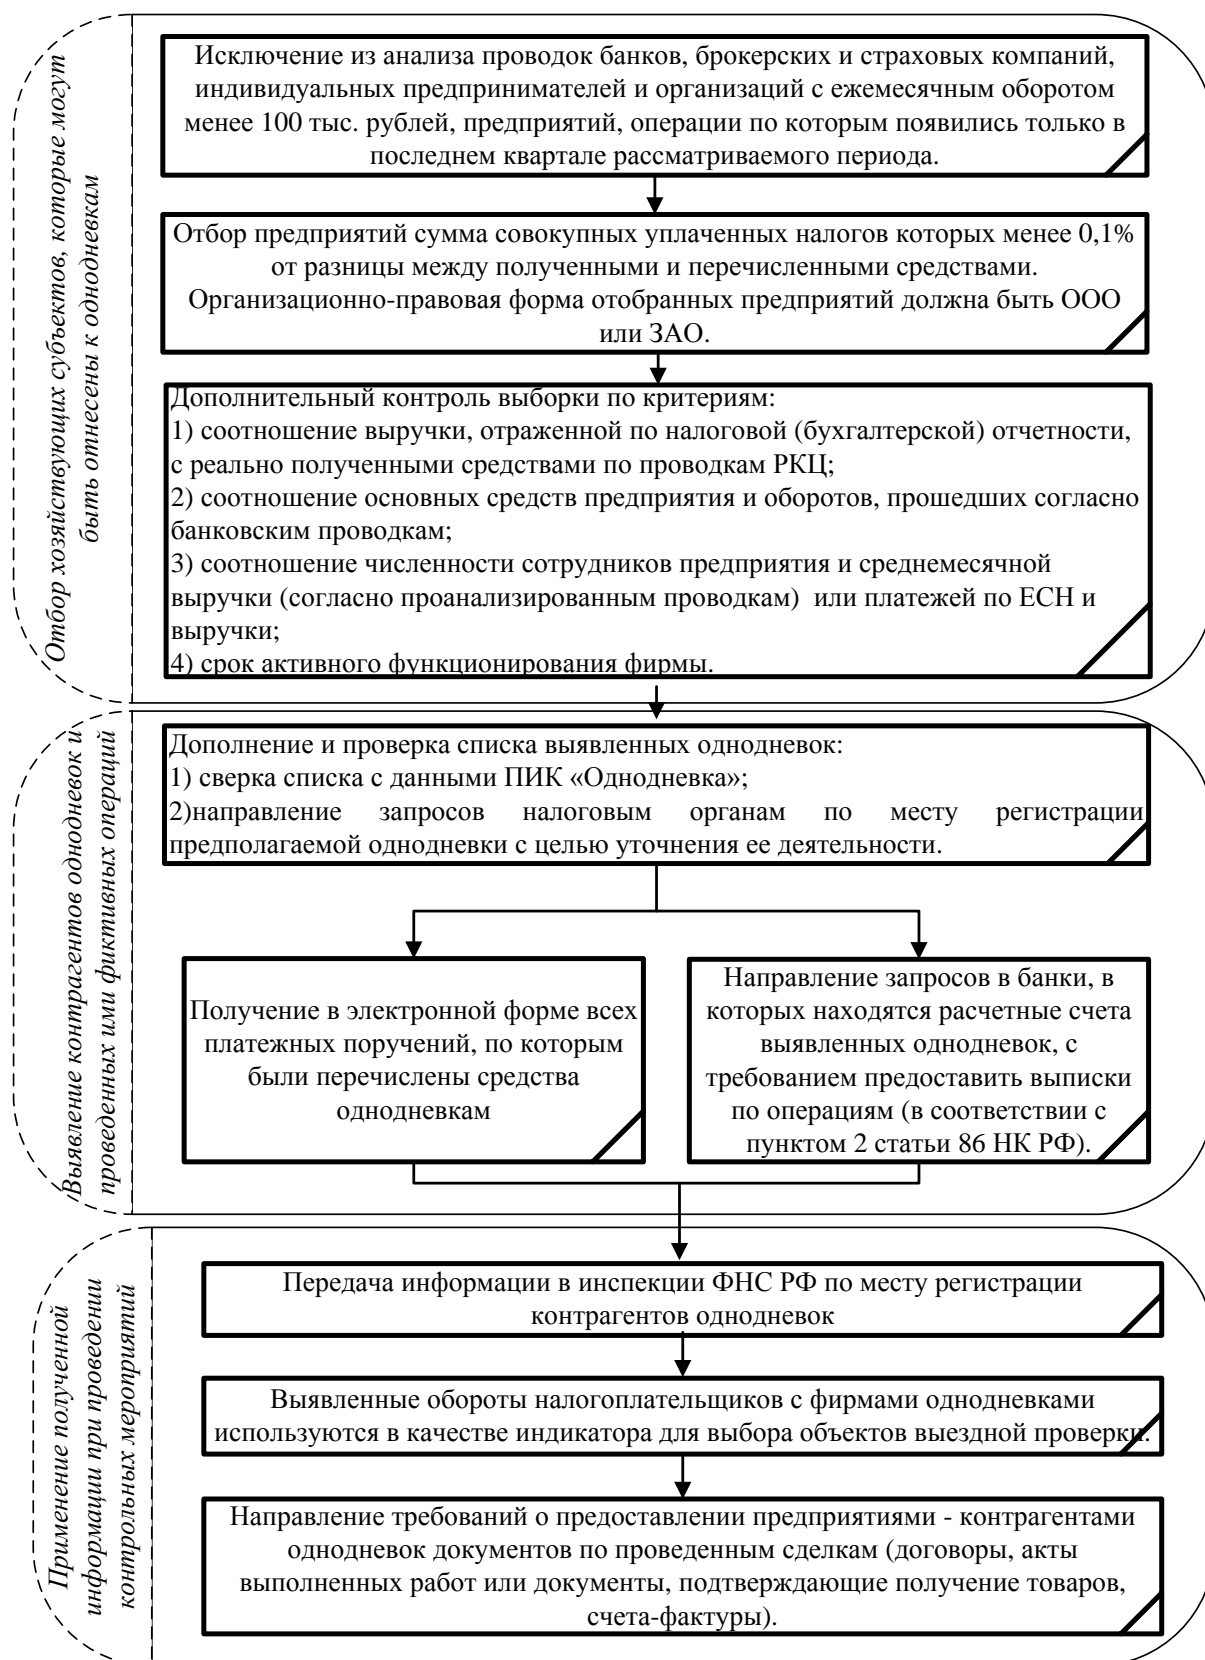 Отбор хозяйствующих субъектов, которые могут
быть отнесены к однодневкам
Исключение из анализа проводок банков, брокерских и страховых компаний,
индивидуальных предпринимателей и организаций с ежемесячным оборотом
менее 100 тыс. рублей, предприятий, операции по которым появились только в
последнем квартале рассматриваемого периода.
Отбор предприятий сумма совокупных уплаченных налогов которых менее 0,1%
от разницы между полученными и перечисленными средствами.
Организационно-правовая форма отобранных предприятий должна быть ООО
или ЗАО.
Дополнительный контроль выборки по критериям:
1) соотношение выручки, отраженной по налоговой (бухгалтерской) отчетности,
с реально полученными средствами по проводкам РКЦ;
2) соотношение основных средств предприятия и оборотов, прошедших согласно
банковским проводкам;
3) соотношение численности сотрудников предприятия и среднемесячной
выручки (согласно проанализированным проводкам) или платежей по ЕСН и
выручки;
4) срок активного функционирования фирмы.
Выявление контрагентов однодневок и
проведенных ими фиктивных операций
Дополнение и проверка списка выявленных однодневок:
1) сверка списка с данными ПИК «Однодневка»;
2)направление запросов налоговым органам по месту регистрации
предполагаемой однодневки с целью уточнения ее деятельности.
Получение в электронной форме всех
платежных поручений, по которым
были перечислены средства
однодневкам
Направление запросов в банки, в
которых находятся расчетные счета
выявленных однодневок, с
требованием предоставить выписки
по операциям (в соответствии с
пунктом 2 статьи 86 НК РФ).
Применение полученной
информации при проведении
контрольных мероприятий
Передача информации в инспекции ФНС РФ по месту регистрации
контрагентов однодневок
Выявленные обороты налогоплательщиков с фирмами однодневками
используются в качестве индикатора для выбора объектов выездной проверки.
Направление требований о предоставлении предприятиями - контрагентами
однодневок документов по проведенным сделкам (договоры, акты
выполненных работ или документы, подтверждающие получение товаров,
счета-фактуры).